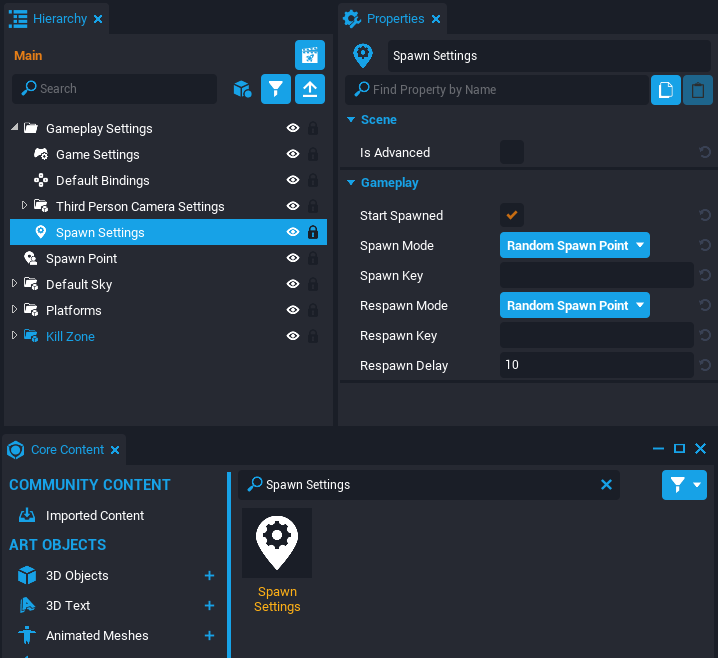 Hierarchy
Main
Search
Gameplay Settings
Game Settings
Default Bindings
Third Person Camera Settings
Spawn Settings
Spawn Point
Default Sky
Platforms
Kill Zone
Properties
Spawn Settings
Find Property by Name
Scene
Is Advanced
Gameplay
Start Spawned
Spawn Mode Random Spawn Point
Spawn Key
Respawn Mode Random Spawn Point
Respawn Key
Respawn Delay 10
Core Content
COMMUNITY CONTENT
Imported Content
ART OBJECTS
3D Objects
3D Text
Animated Meshes
Spawn Settings
Spawn
Settings